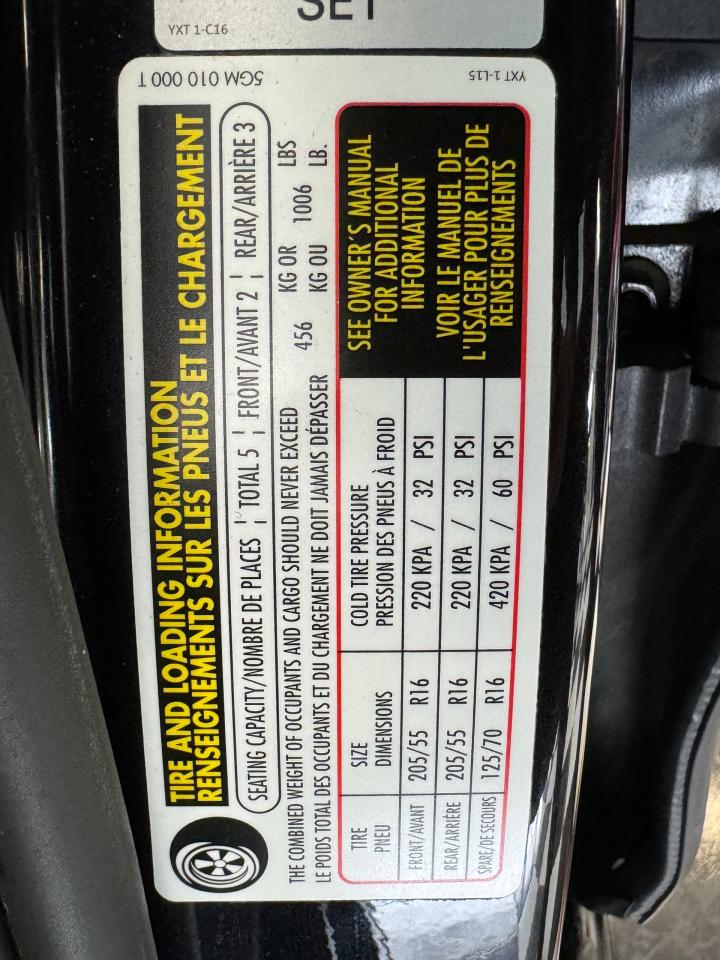 SET
YXT 1-C16
5GM 010 000 T
YXT 1-L15
TIRE AND LOADING INFORMATION
RENSEIGNEMENTS SUR LES PNEUS ET LE CHARGEMENT
SEATING CAPACITY/NOMBRE DE PLACES ¦ TOTAL 5 ¦ FRONT/AVANT 2 ¦ REAR/ARRIÈRE 3
THE COMBINED WEIGHT OF OCCUPANTS AND CARGO SHOULD NEVER EXCEED 456 KG OR 1006 LBS
LE POIDS TOTAL DES OCCUPANTS ET DU CHARGEMENT NE DOIT JAMAIS DÉPASSER KG OU LB.
TIRE SIZE COLD TIRE PRESSURE
PNEU DIMENSIONS PRESSION DES PNEUS À FROID
FRONT/AVANT 205/55 R16 220 KPA / 32 PSI
REAR/ARRIÈRE 205/55 R16 220 KPA / 32 PSI
SPARE/DE SECOURS 125/70 R16 420 KPA / 60 PSI
SEE OWNER'S MANUAL
FOR ADDITIONAL
INFORMATION
VOIR LE MANUEL DE
L'USAGER POUR PLUS DE
RENSEIGNEMENTS